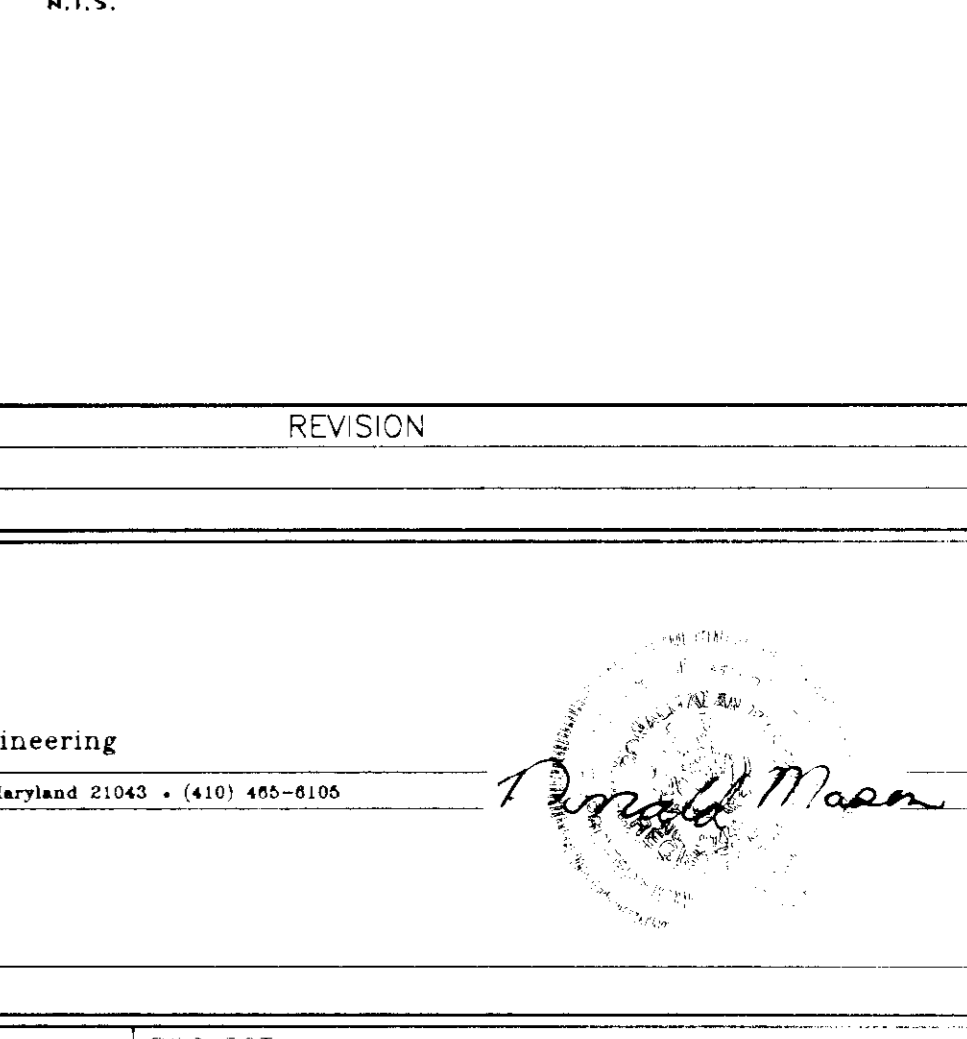 N.T.S.
REVISION
ineering
aryland 21043 • (410) 465-6105
Donald Mason